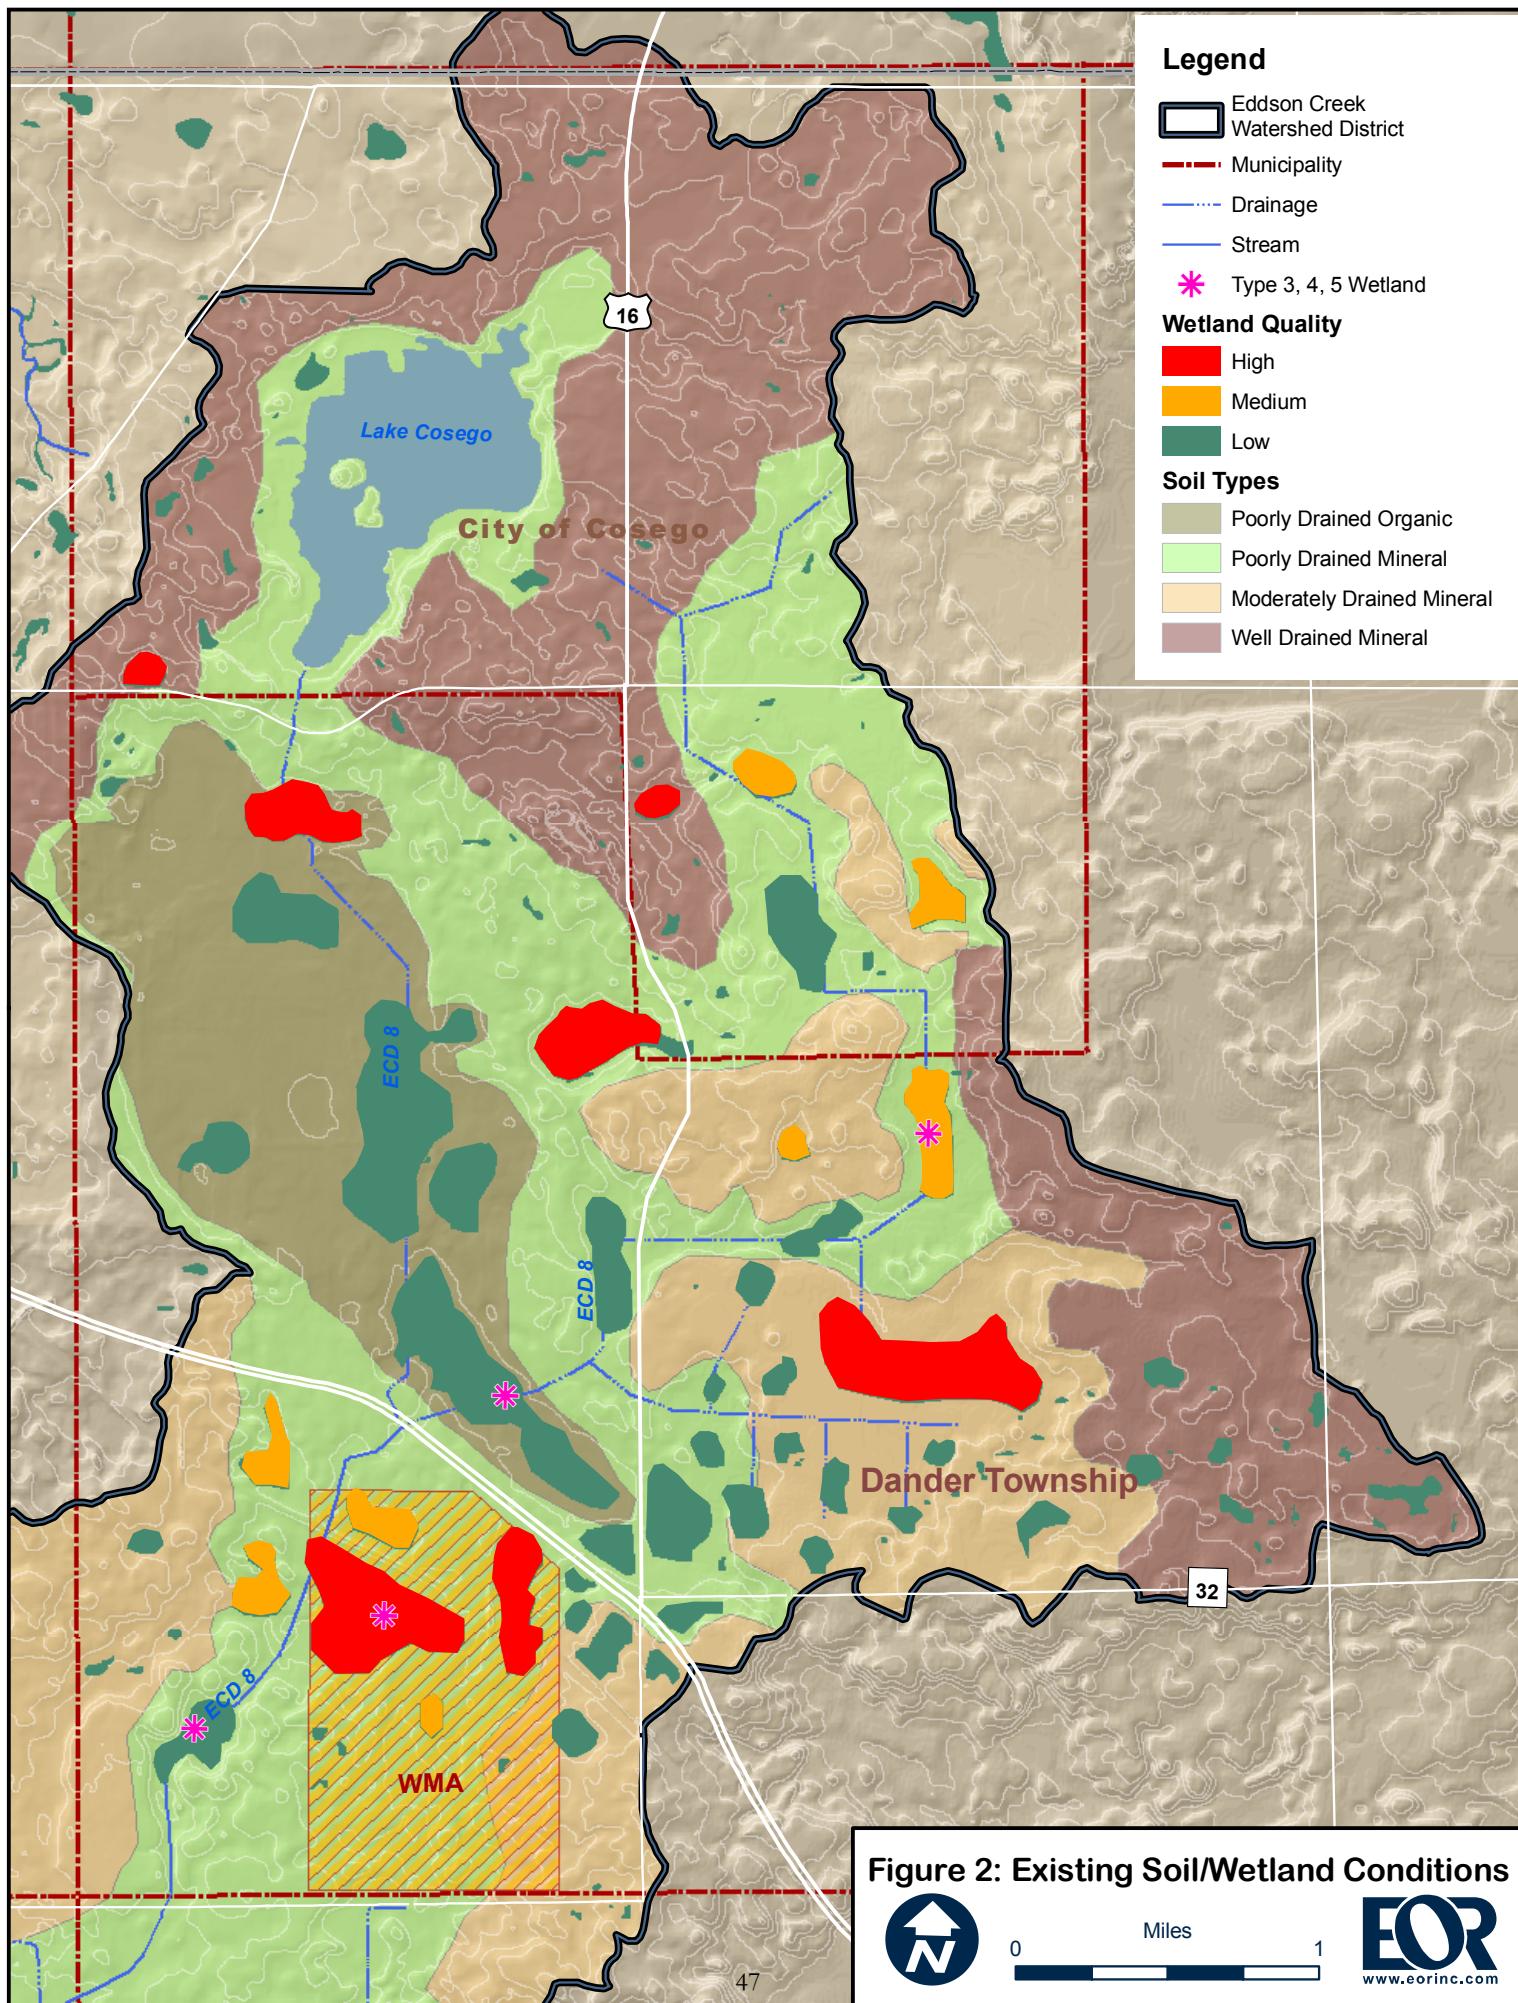 Legend
Eddson Creek
Watershed District
Municipality
Drainage
Stream
Type 3, 4, 5 Wetland
Wetland Quality
High
Medium
Low
Soil Types
Poorly Drained Organic
Poorly Drained Mineral
Moderately Drained Mineral
Well Drained Mineral
16
Lake Cosego
City of Cosego
ECD 8
ECD 8
Dander Township
32
ECD 8
WMA
Figure 2: Existing Soil/Wetland Conditions
N
Miles
0 1
EOR
www.eorinc.com
47